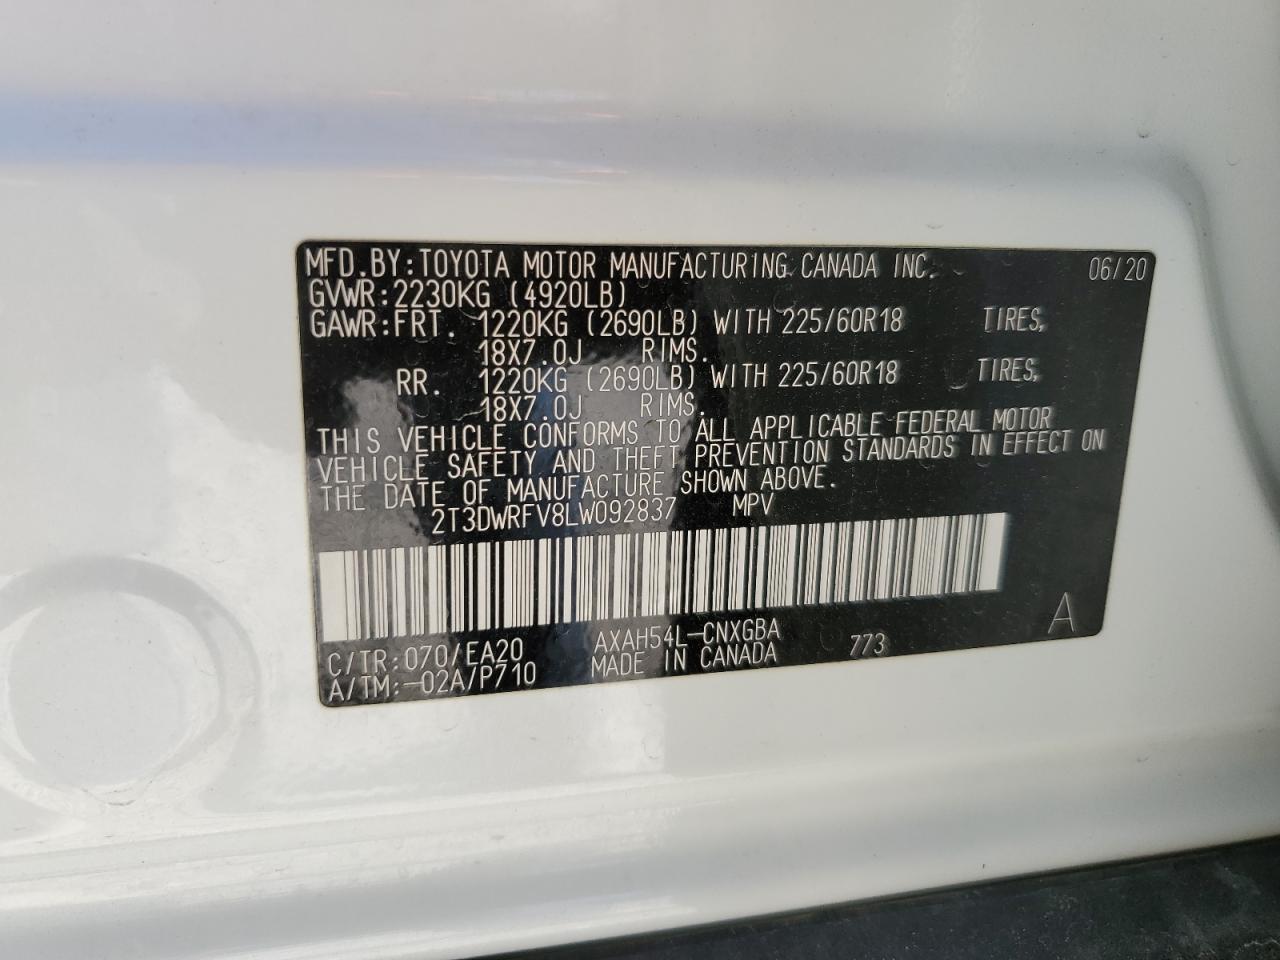 MFD.BY:TOYOTA MOTOR MANUFACTURING CANADA INC. 06/20
GVWR:2230KG (4920LB)
GAWR:FRT. 1220KG (2690LB) WITH 225/60R18 TIRES,
18X7.0J RIMS.
RR. 1220KG (2690LB) WITH 225/60R18 TIRES,
18X7.0J RIMS.
THIS VEHICLE CONFORMS TO ALL APPLICABLE FEDERAL MOTOR
VEHICLE SAFETY AND THEFT PREVENTION STANDARDS IN EFFECT ON
THE DATE OF MANUFACTURE SHOWN ABOVE.
2T3DWRFV8LW092837 MPV
C/TR:070/EA20 AXAH54L-CNXGBA 773 A
A/TM:-02A/P710 MADE IN CANADA